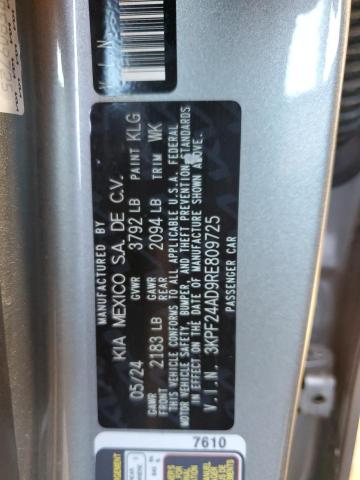 V.I.N
MANUFACTURED BY
KIA MEXICO S.A. DE C.V.
05/24 GVWR 3792 LB PAINT KLG
GAWR FRONT 2183 LB GAWR REAR 2094 LB TRIM WK
THIS VEHICLE CONFORMS TO ALL APPLICABLE U.S.A. FEDERAL
MOTOR VEHICLE SAFETY, BUMPER, AND THEFT PREVENTION STANDARDS
IN EFFECT ON THE DATE OF MANUFACTURE SHOWN ABOVE.
V.I.N. 3KPF24AD9RE809725
PASSENGER CAR
7610